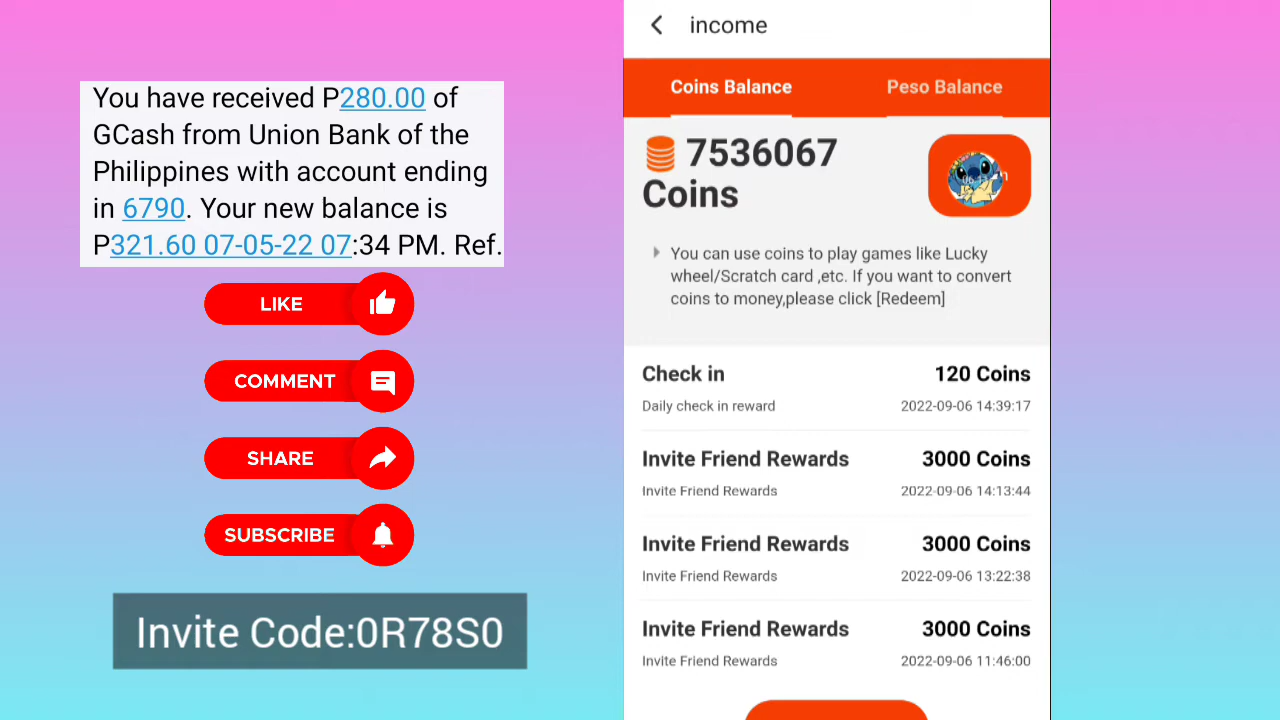 You have received P280.00 of
GCash from Union Bank of the
Philippines with account ending
in 6790. Your new balance is
P321.60 07-05-22 07:34 PM. Ref.
LIKE
COMMENT
SHARE
SUBSCRIBE
Invite Code:0R78S0
income
Coins Balance Peso Balance
7536067
Coins
You can use coins to play games like Lucky
wheel/Scratch card ,etc. If you want to convert
coins to money,please click [Redeem]
Check in 120 Coins
Daily check in reward 2022-09-06 14:39:17
Invite Friend Rewards 3000 Coins
Invite Friend Rewards 2022-09-06 14:13:44
Invite Friend Rewards 3000 Coins
Invite Friend Rewards 2022-09-06 13:22:38
Invite Friend Rewards 3000 Coins
Invite Friend Rewards 2022-09-06 11:46:00